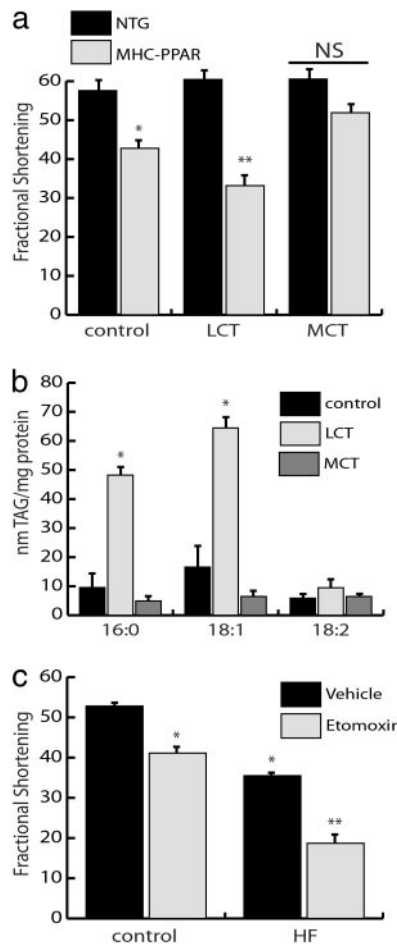 a
NTG
MHC-PPAR
NS
Fractional Shortening
60
50
40
30
20
10
0
*
**
control LCT MCT
b
control
LCT
MCT
nm TAG/mg protein
80
70
60
50
40
30
20
10
0
*
*
16:0 18:1 18:2
c
Vehicle
Etomoxir
Fractional Shortening
60
50
40
30
20
10
0
*
*
**
control HF